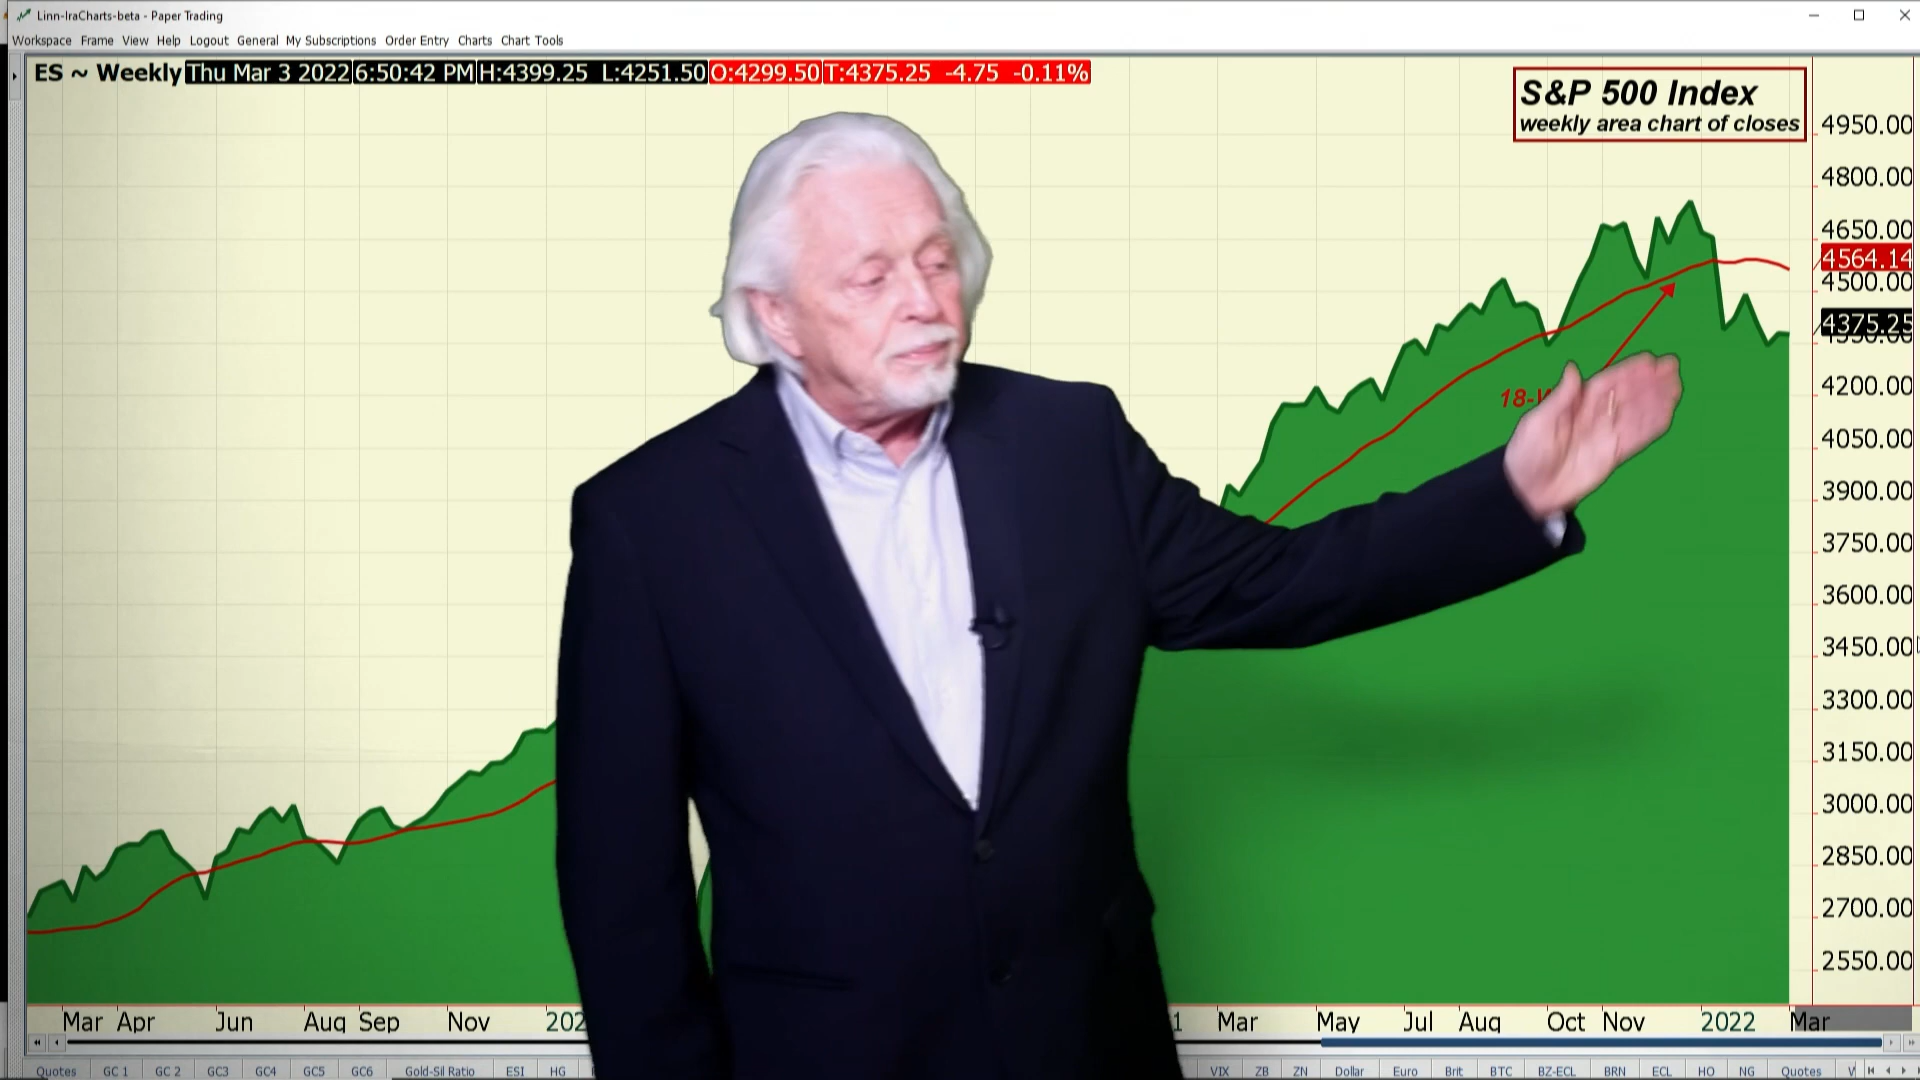 Linn-IraCharts-beta - Paper Trading
Workspace Frame View Help Logout General My Subscriptions Order Entry Charts Chart Tools
ES ~ Weekly Thu Mar 3 2022 6:50:42 PM H:4399.25 L:4251.50 O:4299.50 T:4375.25 -4.75 -0.11%
S&P 500 Index
weekly area chart of closes
4950.00
4800.00
4650.00
4564.14
4500.00
4375.25
4350.00
18-
4200.00
4050.00
3900.00
3750.00
3600.00
3450.00
3300.00
3150.00
3000.00
2850.00
2700.00
2550.00
Mar Apr Jun Aug Sep Nov 202 1 Mar May Jul Aug Oct Nov 2022 Mar
Quotes GC 1 GC 2 GC3 GC4 GC5 GC6 Gold-Sil Ratio ESI HG VIX ZB ZN Dollar Euro Brit BTC BZ-ECL BRN ECL HO NG Quotes